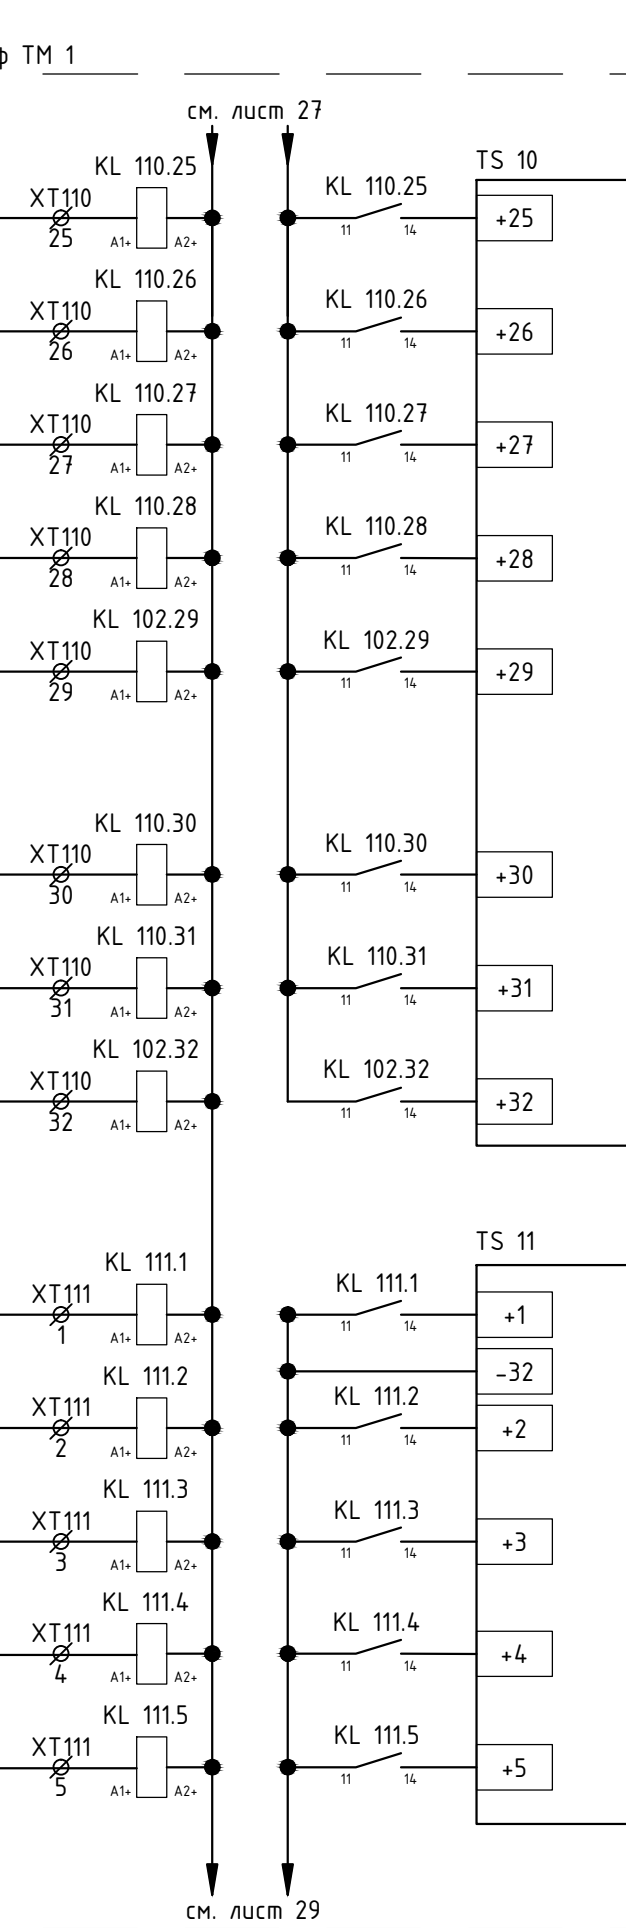 ф ТМ 1
см. лист 27
KL 110.25
KL 110.25
TS 10
XT110
25
A1+
A2+
11
14
+25
KL 110.26
KL 110.26
XT110
26
A1+
A2+
11
14
+26
KL 110.27
KL 110.27
XT110
27
A1+
A2+
11
14
+27
KL 110.28
KL 110.28
XT110
28
A1+
A2+
11
14
+28
KL 102.29
KL 102.29
XT110
29
A1+
A2+
11
14
+29
KL 110.30
KL 110.30
XT110
30
A1+
A2+
11
14
+30
KL 110.31
KL 110.31
XT110
31
A1+
A2+
11
14
+31
KL 102.32
KL 102.32
XT110
32
A1+
A2+
11
14
+32
TS 11
KL 111.1
KL 111.1
XT111
1
A1+
A2+
11
14
+1
-32
KL 111.2
KL 111.2
XT111
2
A1+
A2+
11
14
+2
KL 111.3
KL 111.3
XT111
3
A1+
A2+
11
14
+3
KL 111.4
KL 111.4
XT111
4
A1+
A2+
11
14
+4
KL 111.5
KL 111.5
XT111
5
A1+
A2+
11
14
+5
см. лист 29